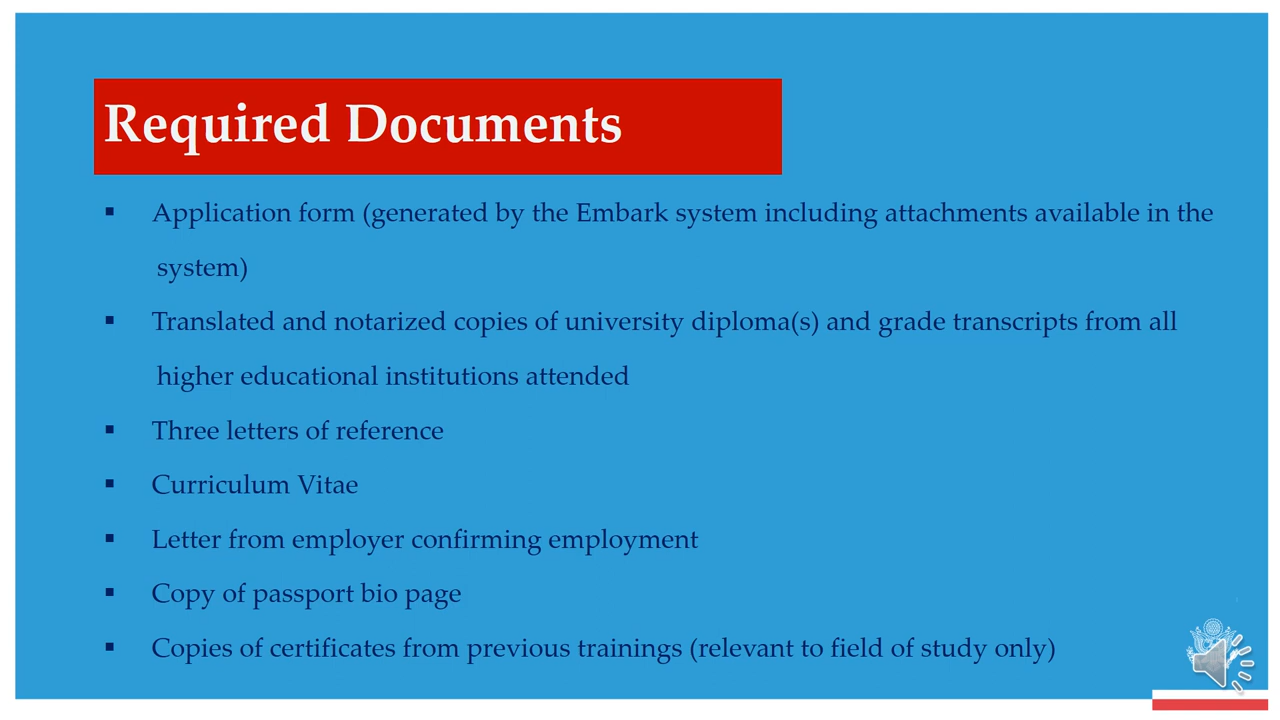 Required Documents
▪ Application form (generated by the Embark system including attachments available in the
system)
▪ Translated and notarized copies of university diploma(s) and grade transcripts from all
higher educational institutions attended
▪ Three letters of reference
▪ Curriculum Vitae
▪ Letter from employer confirming employment
▪ Copy of passport bio page
▪ Copies of certificates from previous trainings (relevant to field of study only)